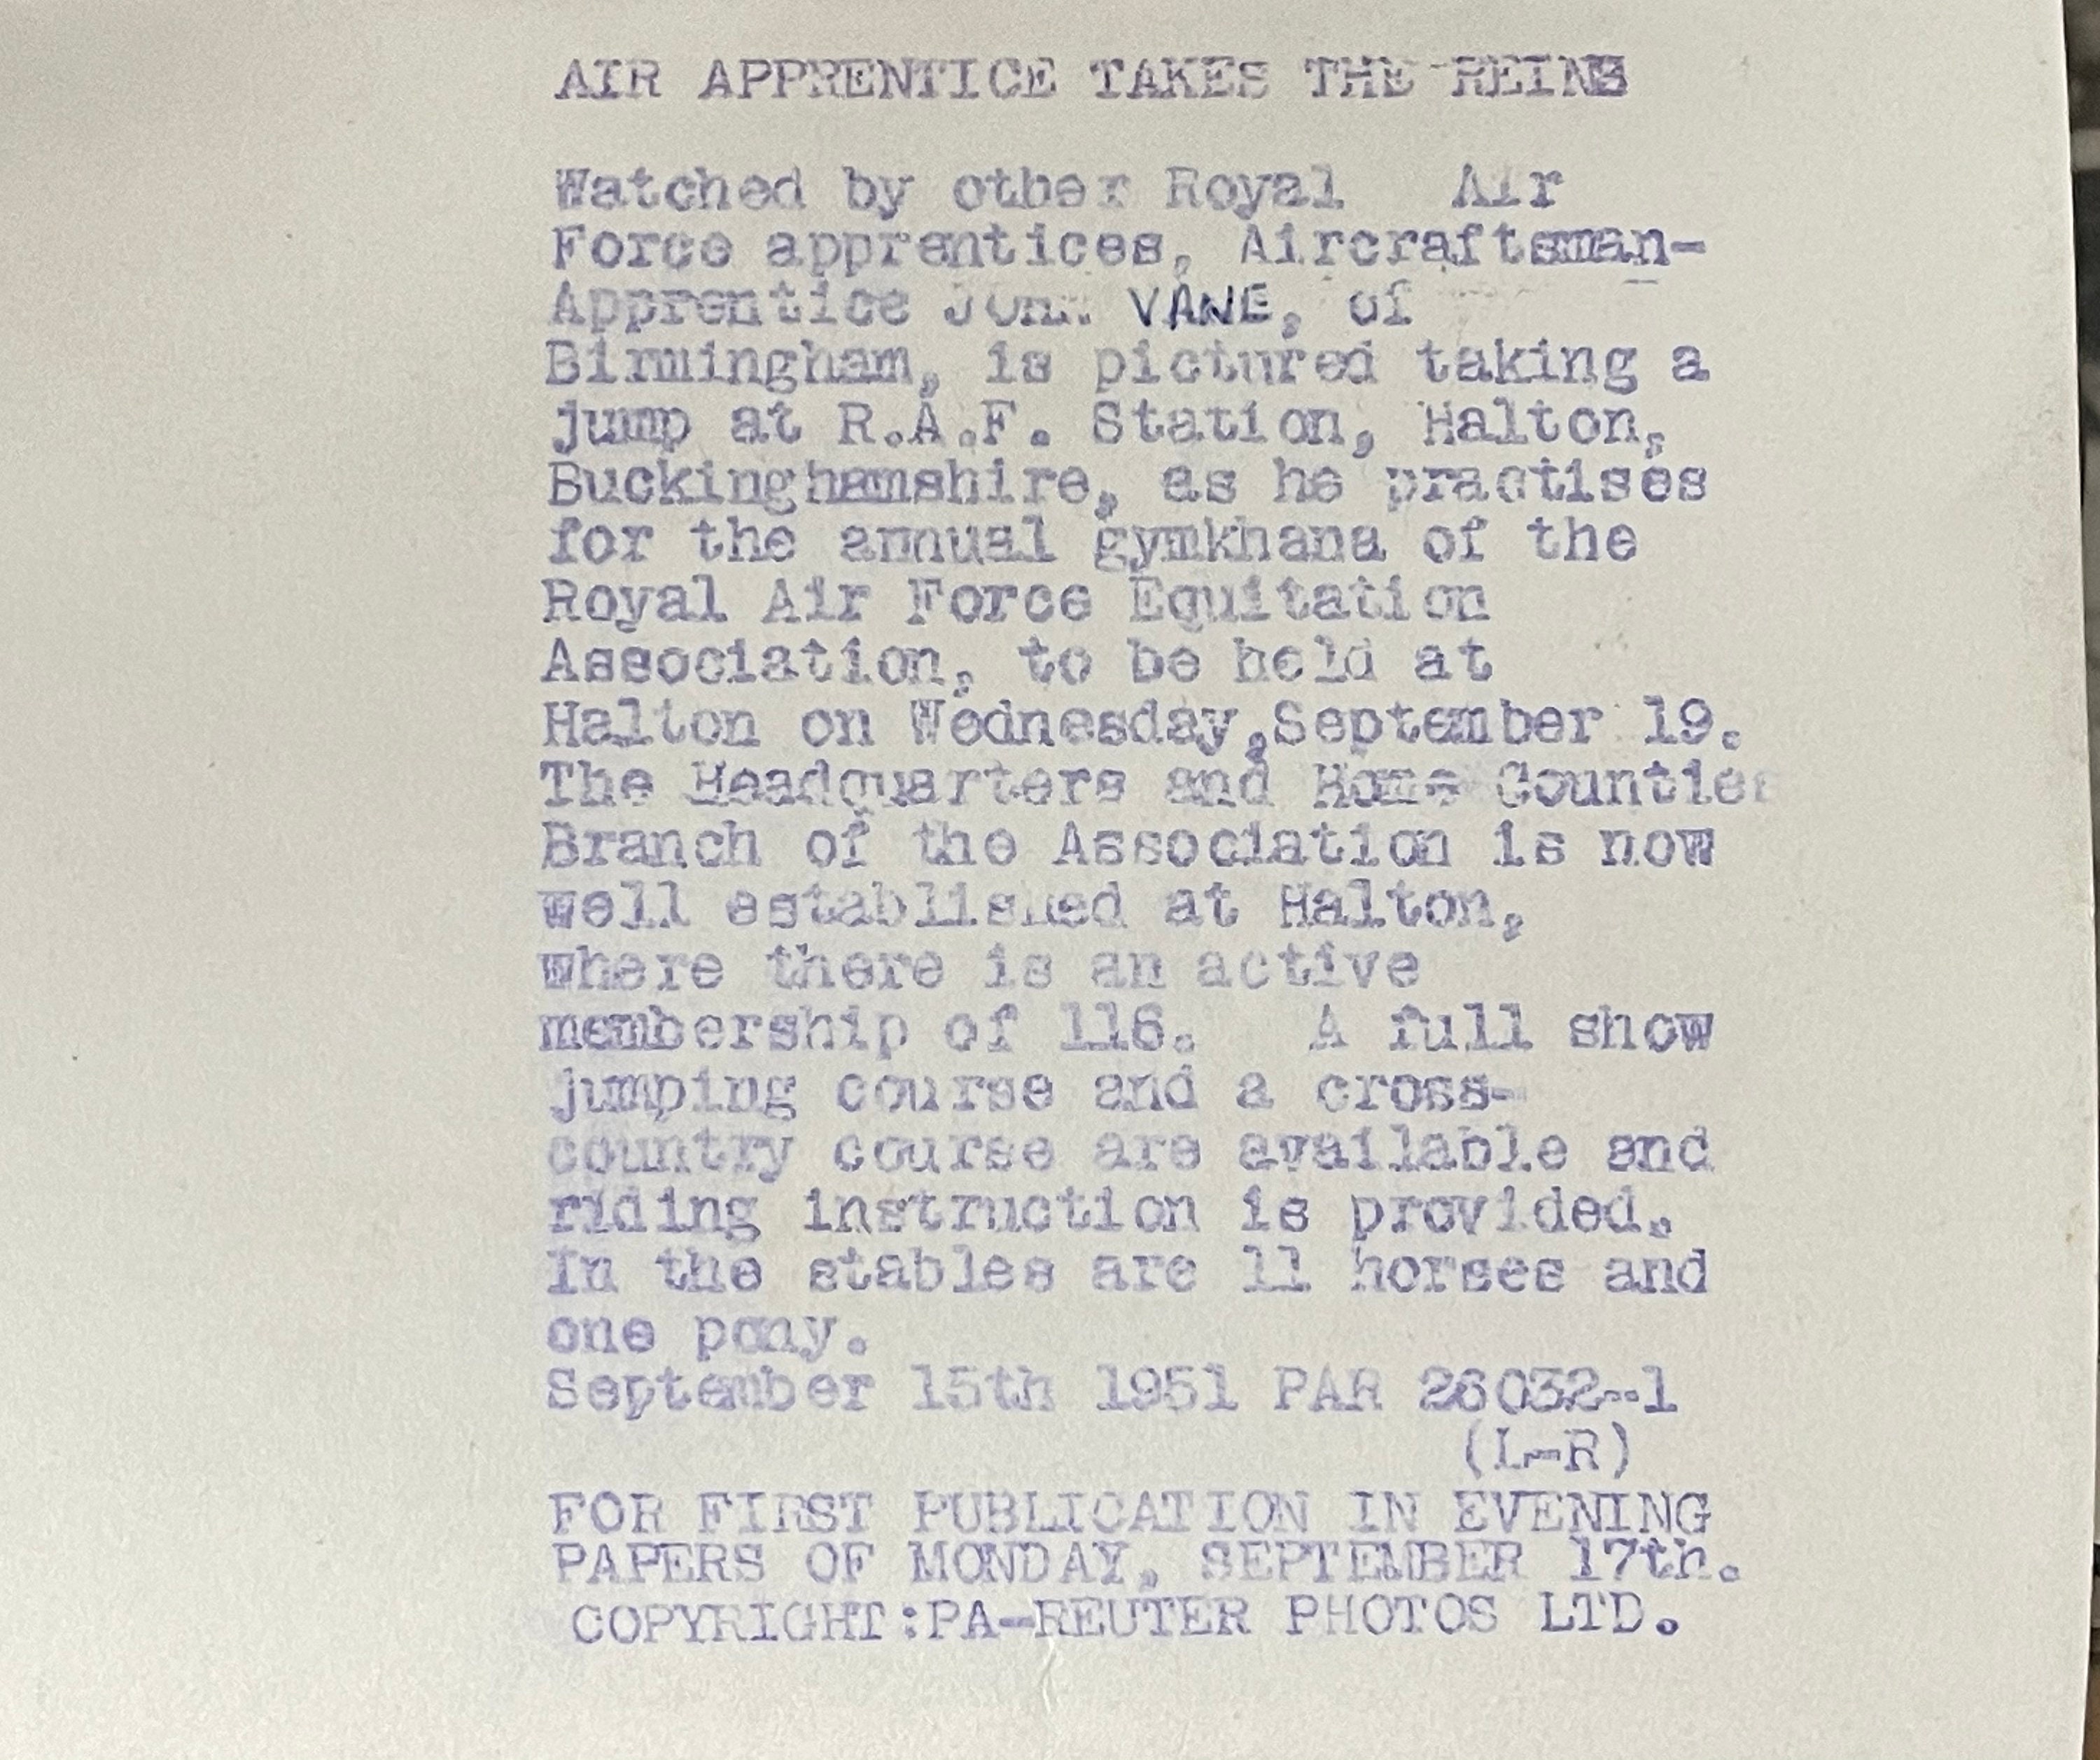 AIR APPRENTICE TAKES THE REINS
Watched by other Royal Air
Force apprentices, Aircraftsman-
Apprentice John VANE, of
Birmingham, is pictured taking a
jump at R.A.F. Station, Halton,
Buckinghamshire, as he practises
for the annual gymkhana of the
Royal Air Force Equitation
Association, to be held at
Halton on Wednesday,September 19.
The Headquarters and Home Counties
Branch of the Association is now
well established at Halton,
where there is an active
membership of 116. A full show
jumping course and a cross-
country course are available and
riding instruction is provided.
In the stables are 11 horses and
one pony.
September 15th 1951 PAR 26032--1
(L-R)
FOR FIRST PUBLICATION IN EVENING
PAPERS OF MONDAY, SEPTEMBER 17th.
COPYRIGHT:PA-REUTER PHOTOS LTD.